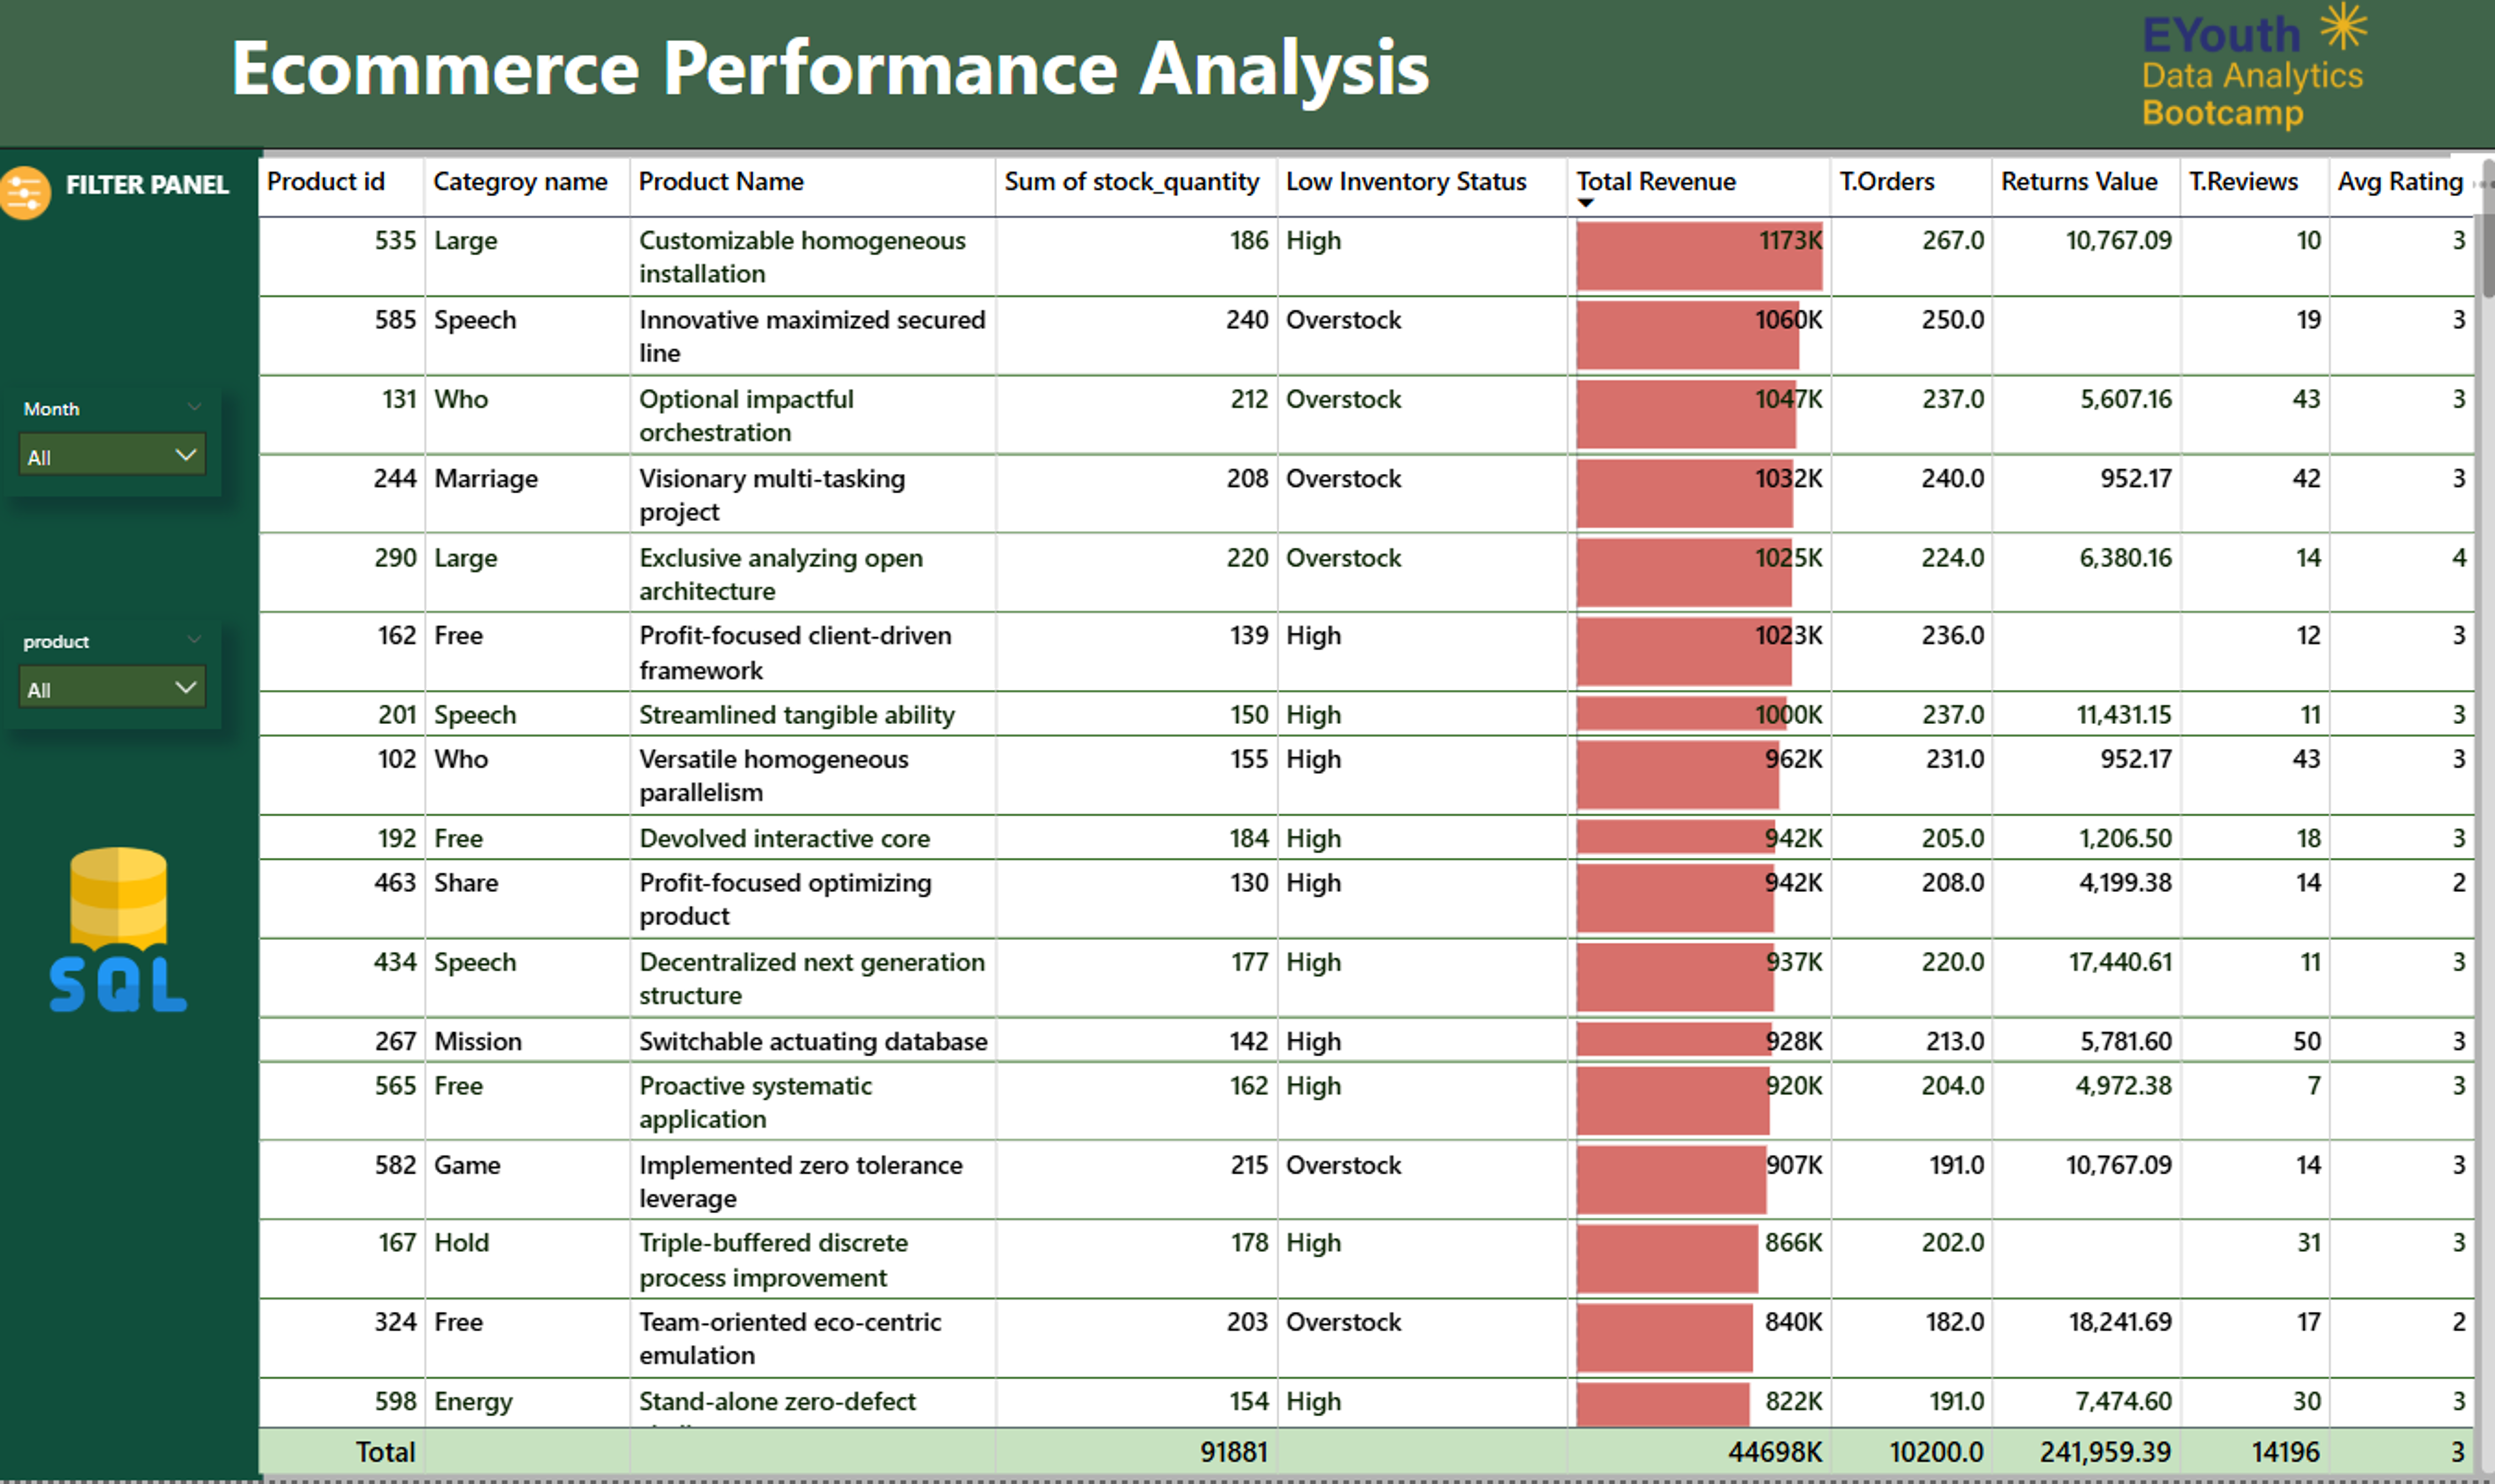 Ecommerce Performance Analysis
EYouth
Data Analytics
Bootcamp
FILTER PANEL
Month
All
product
All
SQL
Product id Categroy name Product Name Sum of stock_quantity Low Inventory Status Total Revenue T.Orders Returns Value T.Reviews Avg Rating
535 Large Customizable homogeneous 186 High 1173K 267.0 10,767.09 10 3
installation
585 Speech Innovative maximized secured 240 Overstock 1060K 250.0 19 3
line
131 Who Optional impactful 212 Overstock 1047K 237.0 5,607.16 43 3
orchestration
244 Marriage Visionary multi-tasking 208 Overstock 1032K 240.0 952.17 42 3
project
290 Large Exclusive analyzing open 220 Overstock 1025K 224.0 6,380.16 14 4
architecture
162 Free Profit-focused client-driven 139 High 1023K 236.0 12 3
framework
201 Speech Streamlined tangible ability 150 High 1000K 237.0 11,431.15 11 3
102 Who Versatile homogeneous 155 High 962K 231.0 952.17 43 3
parallelism
192 Free Devolved interactive core 184 High 942K 205.0 1,206.50 18 3
463 Share Profit-focused optimizing 130 High 942K 208.0 4,199.38 14 2
product
434 Speech Decentralized next generation 177 High 937K 220.0 17,440.61 11 3
structure
267 Mission Switchable actuating database 142 High 928K 213.0 5,781.60 50 3
565 Free Proactive systematic 162 High 920K 204.0 4,972.38 7 3
application
582 Game Implemented zero tolerance 215 Overstock 907K 191.0 10,767.09 14 3
leverage
167 Hold Triple-buffered discrete 178 High 866K 202.0 31 3
process improvement
324 Free Team-oriented eco-centric 203 Overstock 840K 182.0 18,241.69 17 2
emulation
598 Energy Stand-alone zero-defect 154 High 822K 191.0 7,474.60 30 3
Total 91881 44698K 10200.0 241,959.39 14196 3